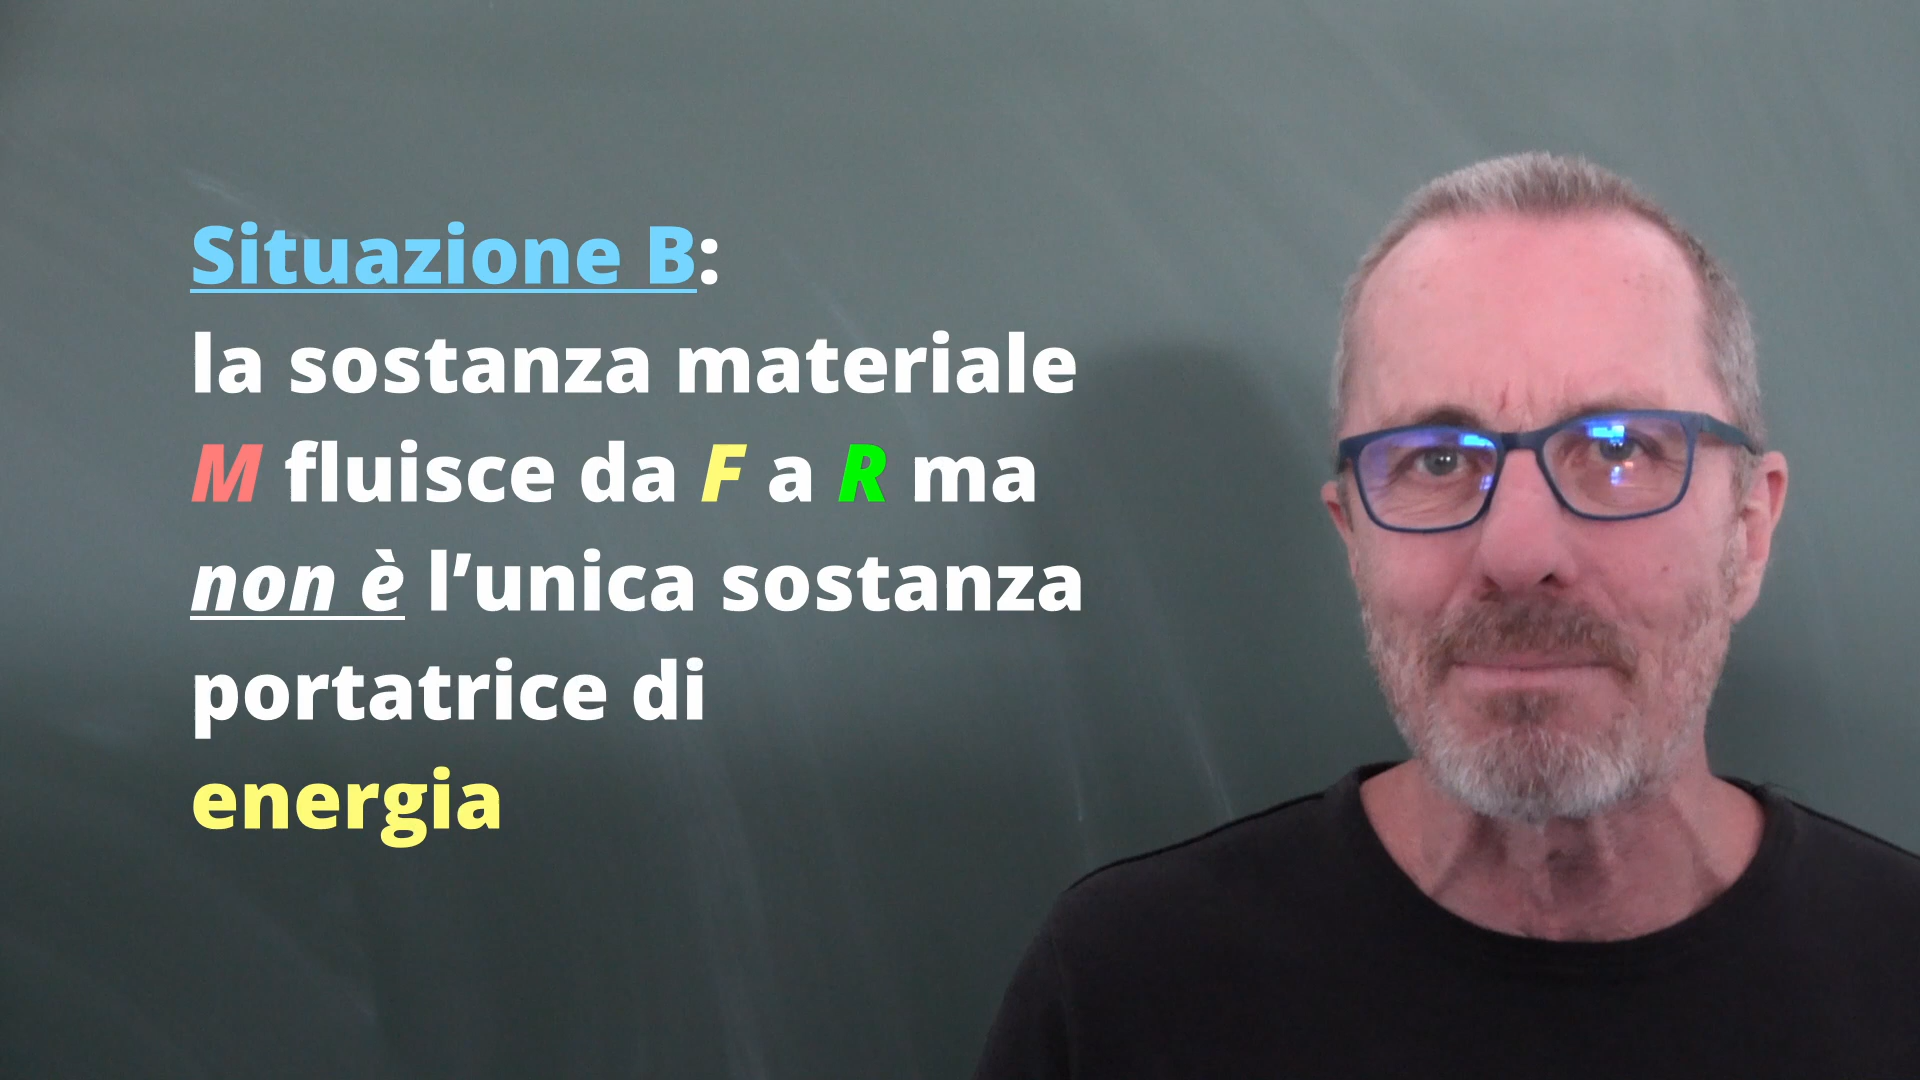 Situazione B:
la sostanza materiale
M fluisce da F a R ma
non è l’unica sostanza
portatrice di
energia